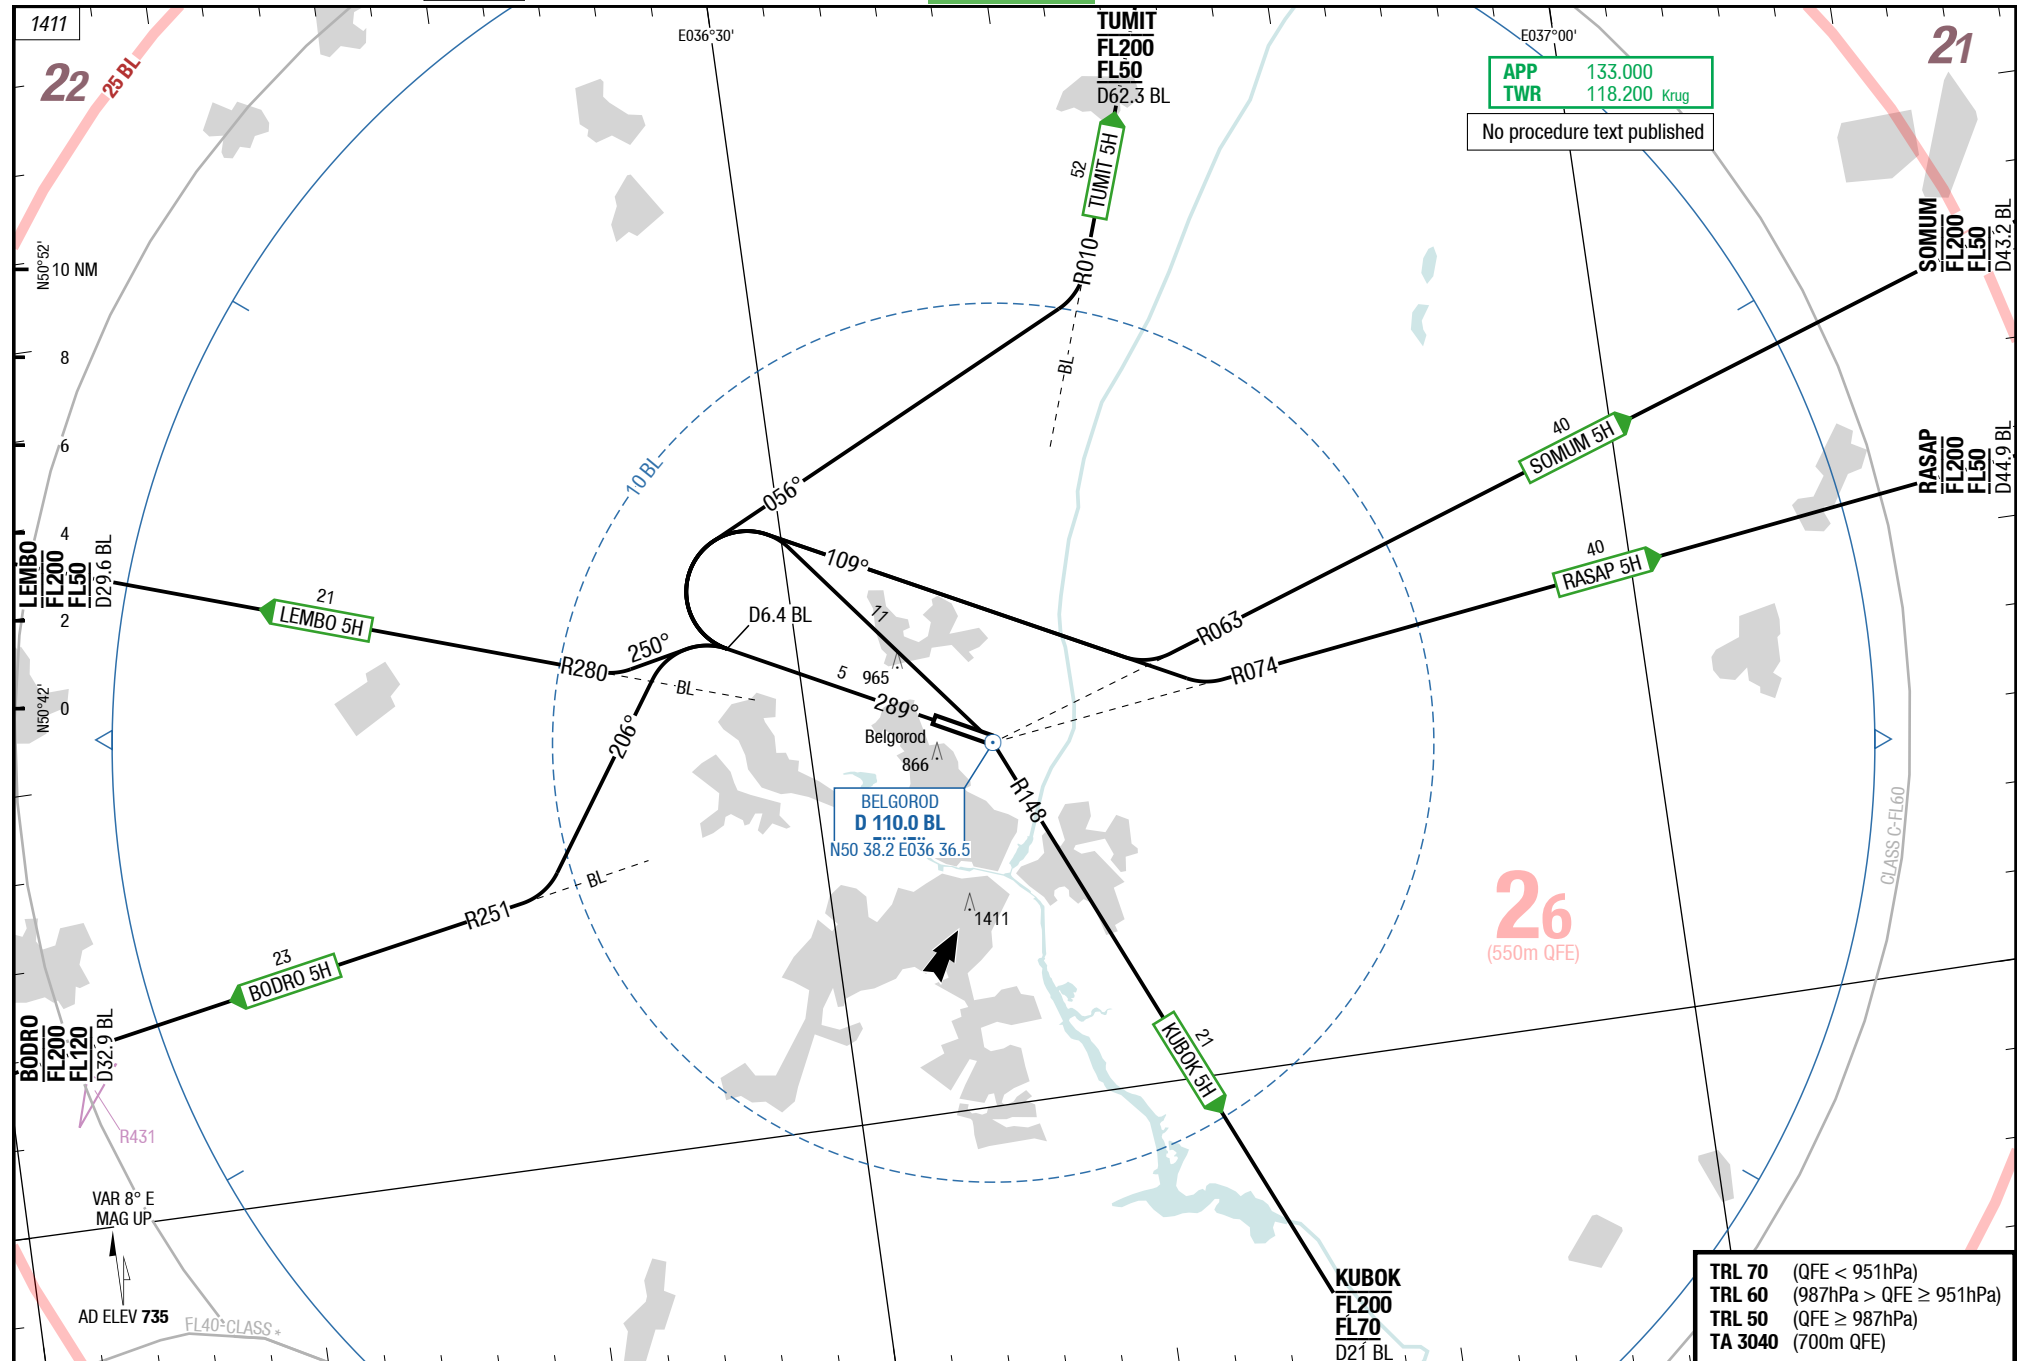 1411
22
25 BL
E036°30'
TUMIT
FL200
FL50
D62.3 BL
E037°00'
21
APP 133.000
TWR 118.200 Krug
No procedure text published
52
TUMIT 5H
R010
BL
N50°52'
10 NM
8
6
4
2
0
N50°42'
SOMUM
FL200
FL50
D43.2 BL
40
SOMUM 5H
R063
RASAP
FL200
FL50
D44.9 BL
40
RASAP 5H
R074
10 BL
056°
109°
11
D6.4 BL
LEMBO
FL200
FL50
D29.6 BL
21
LEMBO 5H
R280
250°
BL
5
965
289°
206°
Belgorod
866
BELGOROD
D 110.0 BL
N50 38.2 E036 36.5
R148
BL
R251
23
BODRO 5H
BODRO
FL200
FL120
D32.9 BL
R431
1411
26
(550m QFE)
CLASS C-FL60
21
KUBOK 5H
VAR 8° E
MAG UP
AD ELEV 735
FL40-CLASS *
KUBOK
FL200
FL70
D21 BL
TRL 70 (QFE < 951hPa)
TRL 60 (987hPa > QFE ≥ 951hPa)
TRL 50 (QFE ≥ 987hPa)
TA 3040 (700m QFE)